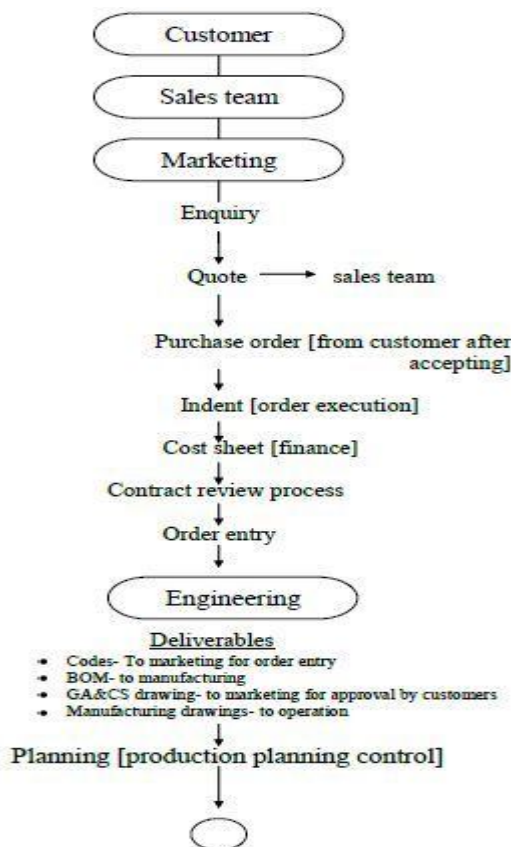 Customer
Sales team
Marketing
Enquiry
Quote sales team
Purchase order [from customer after
accepting]
Indent [order execution]
Cost sheet [finance]
Contract review process
Order entry
Engineering
Deliverables
Codes- To marketing for order entry
BOM- to manufacturing
GA&CS drawing- to marketing for approval by customers
Manufacturing drawings- to operation
Planning [production planning control]